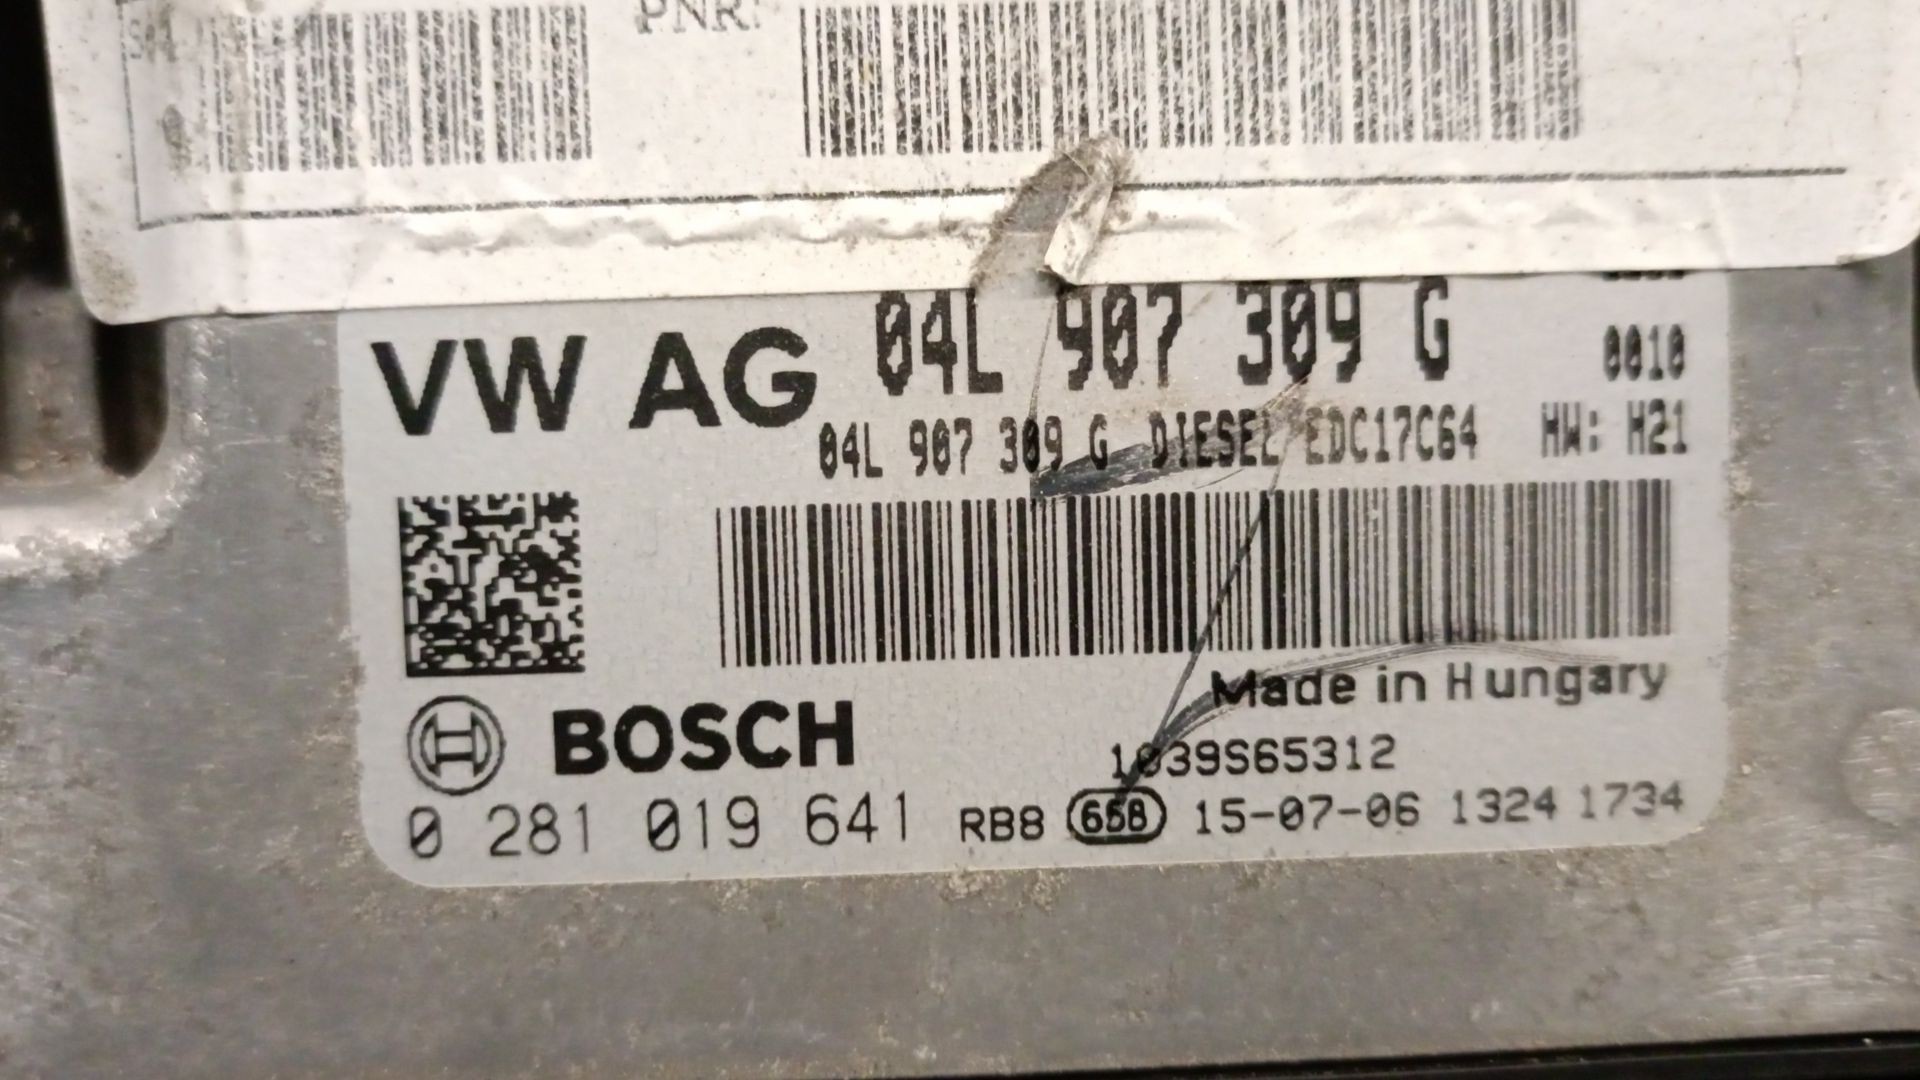 PNR:
VW AG 04L 907 309 G 0010
04L 907 309 G DIESEL EDC17C64 HW: H21
Made in Hungary
BOSCH 1039S65312
0 281 019 641 RB8 658 15-07-06 1324 1734